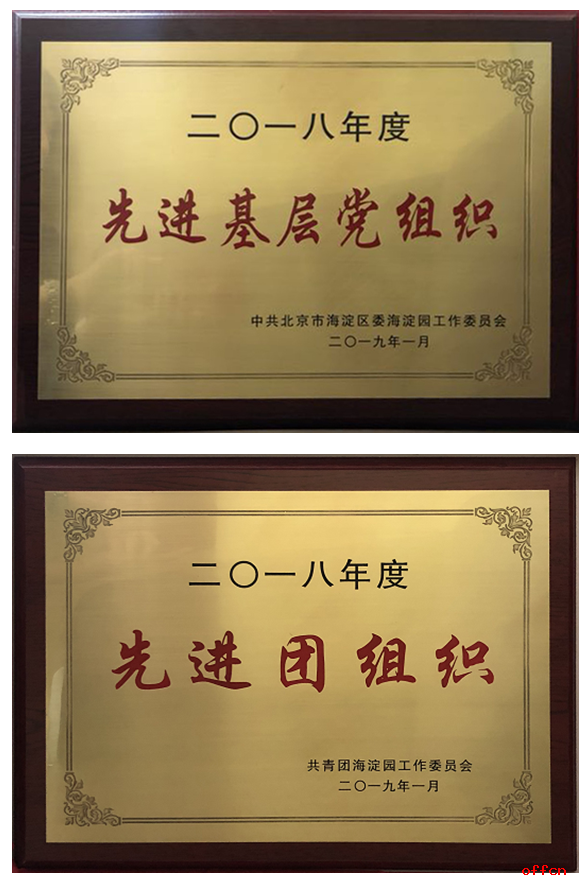 二〇一八年度
先进基层党组织
中共北京市海淀区委海淀园工作委员会
二〇一九年一月
二〇一八年度
先进团组织
共青团海淀园工作委员会
二〇一九年一月
offcn